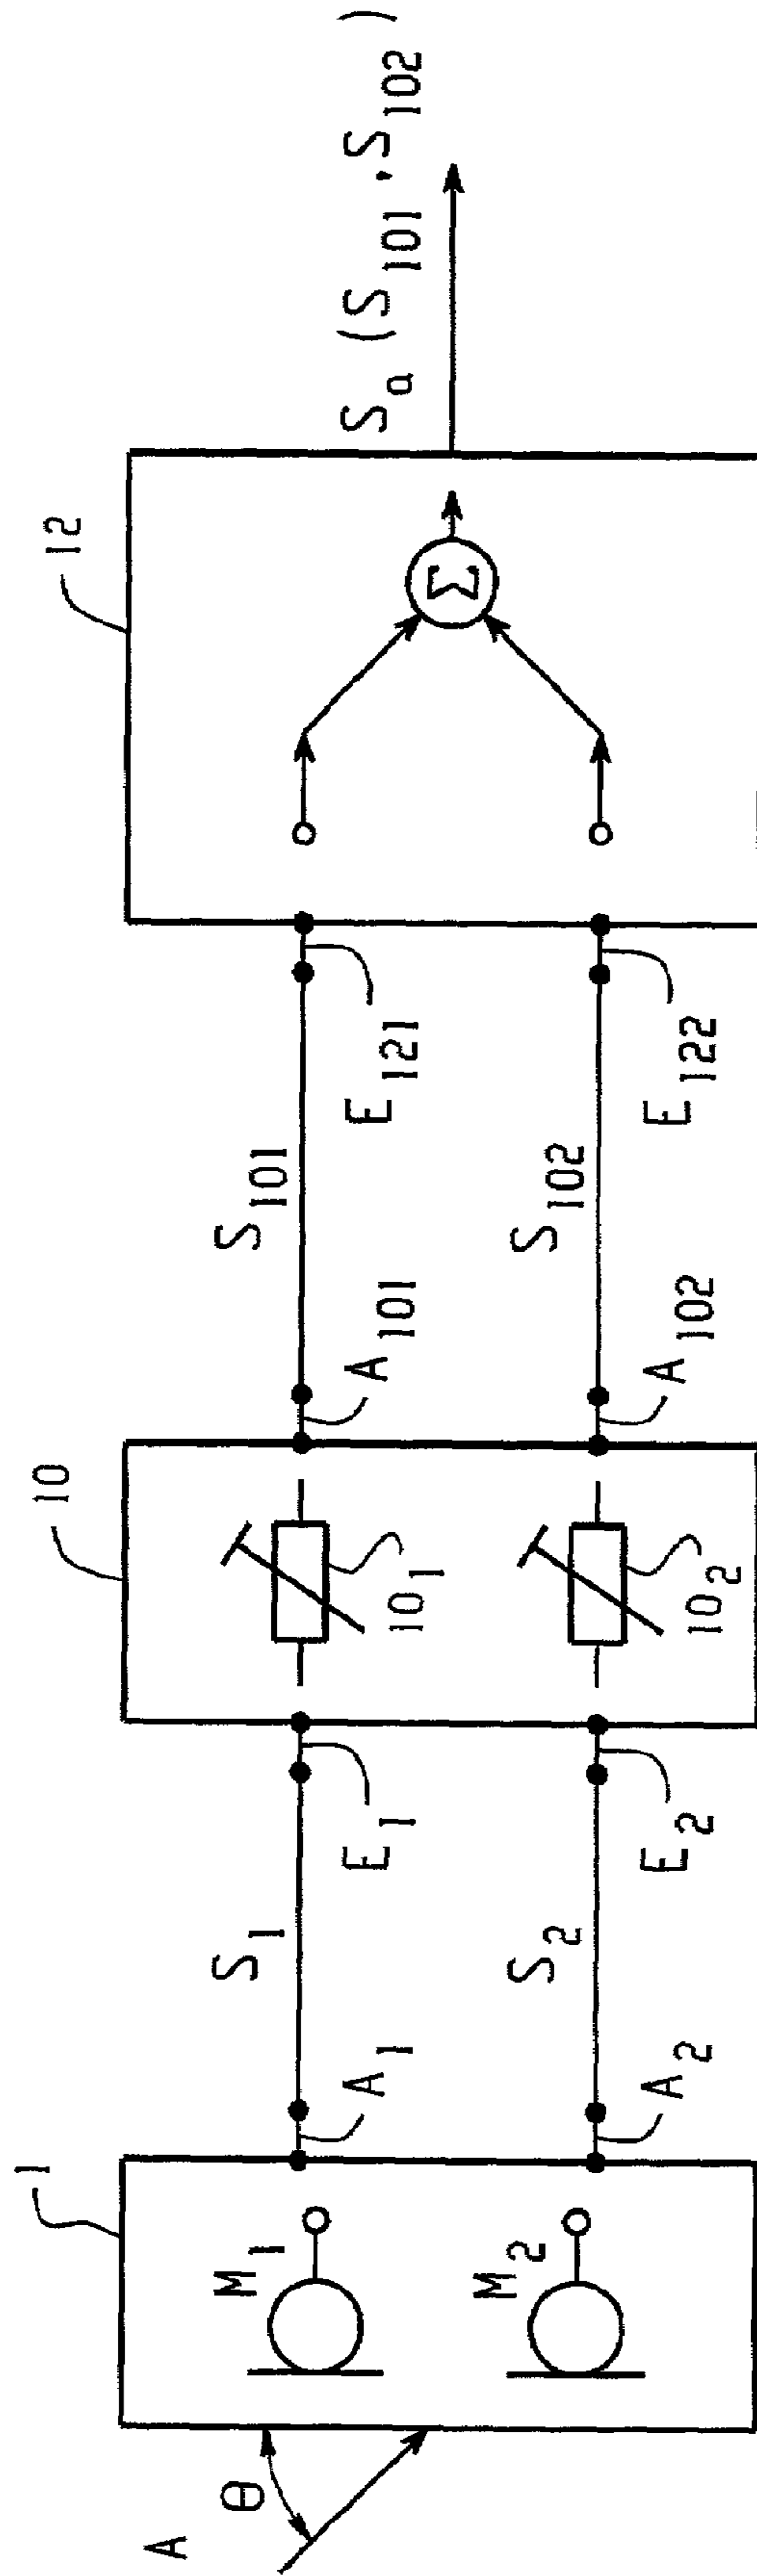 1
10
12
A
θ
M₁
M₂
A₁
A₂
S₁
S₂
E₁
E₂
10₁
10₂
A₁₀₁
A₁₀₂
S₁₀₁
S₁₀₂
E₁₂₁
E₁₂₂
Σ
Sₐ (S₁₀₁, S₁₀₂)